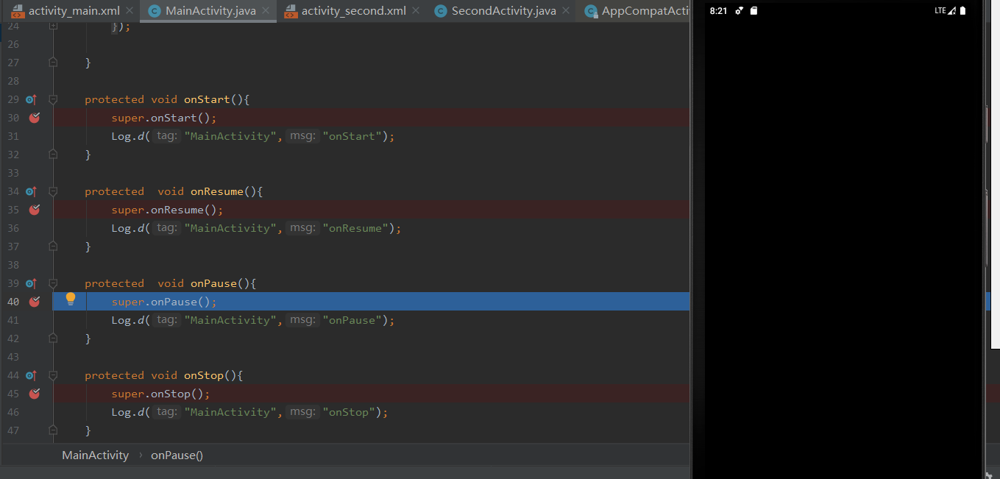 activity_main.xml MainActivity.java activity_second.xml SecondActivity.java AppCompatActi
8:21 LTE
24 });
26
27 }
28
29 protected void onStart(){
30 super.onStart();
31 Log.d( tag: "MainActivity", msg: "onStart");
32 }
33
34 protected  void onResume(){
35 super.onResume();
36 Log.d( tag: "MainActivity", msg: "onResume");
37 }
38
39 protected  void onPause(){
40 super.onPause();
41 Log.d( tag: "MainActivity", msg: "onPause");
42 }
43
44 protected void onStop(){
45 super.onStop();
46 Log.d( tag: "MainActivity", msg: "onStop");
47 }
MainActivity › onPause()